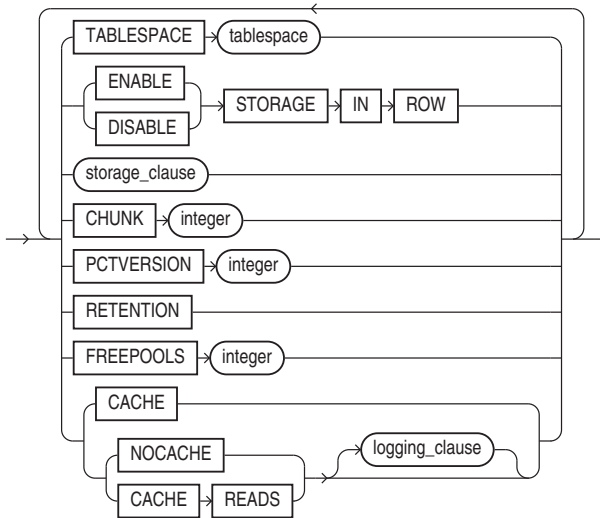 TABLESPACE tablespace
ENABLE
STORAGE IN ROW
DISABLE
storage_clause
CHUNK integer
PCTVERSION integer
RETENTION
FREEPOOLS integer
CACHE
NOCACHE logging_clause
CACHE READS